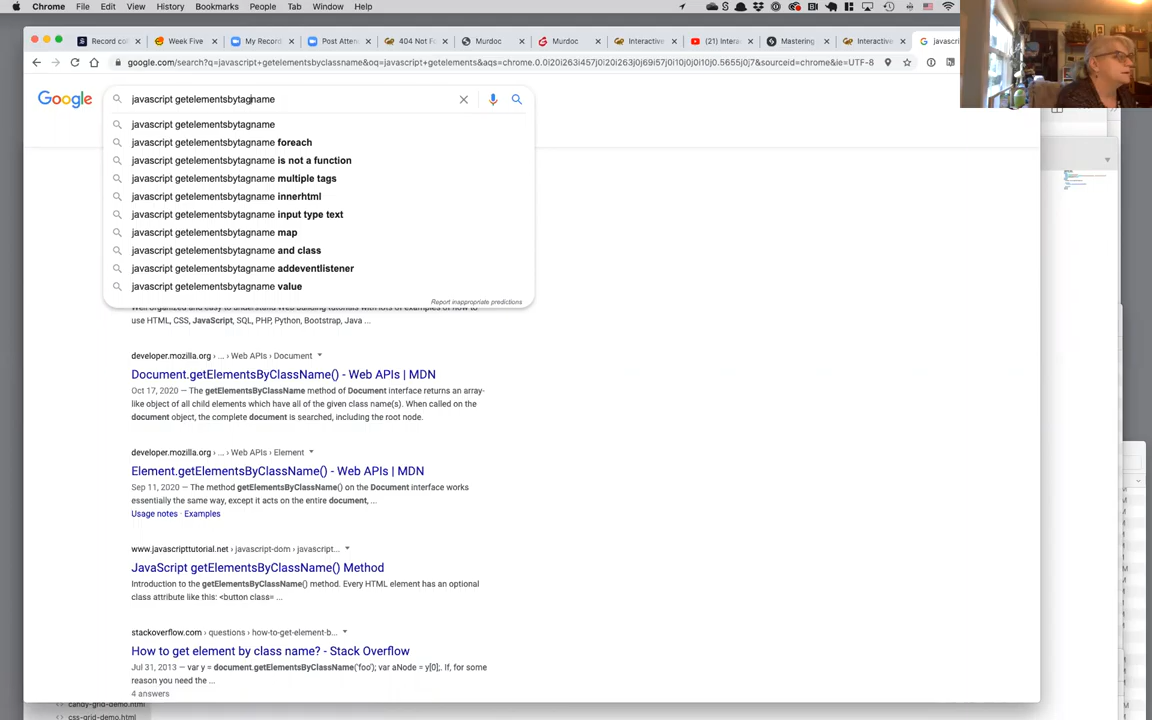 Chrome File Edit View History Bookmarks People Tab Window Help
Record co
Week Five
My Record
Post Atten
404 Not F
Murdoc
Murdoc
Interactive
(21) Intera
Mastering
Interactive
javascri
google.com/search?q=javascript+getelementsbyclassname&oq=javascript+getelements&aqs=chrome.0.0i20i263i457j0i20i263j0j69i57j0i10j0j0i10l0.5655j0j7&sourceid=chrome&ie=UTF-8
Google
javascript getelementsbytagname
javascript getelementsbytagname
javascript getelementsbytagname foreach
javascript getelementsbytagname is not a function
javascript getelementsbytagname multiple tags
javascript getelementsbytagname innerhtml
javascript getelementsbytagname input type text
javascript getelementsbytagname map
javascript getelementsbytagname and class
javascript getelementsbytagname addeventlistener
javascript getelementsbytagname value
Report inappropriate predictions
Well organized and easy to understand Web building tutorials with lots of examples of how to
use HTML, CSS, JavaScript, SQL, PHP, Python, Bootstrap, Java ...
developer.mozilla.org › ... › Web APIs › Document
Document.getElementsByClassName() - Web APIs | MDN
Oct 17, 2020 — The getElementsByClassName method of Document interface returns an array-
like object of all child elements which have all of the given class name(s). When called on the
document object, the complete document is searched, including the root node.
developer.mozilla.org › ... › Web APIs › Element
Element.getElementsByClassName() - Web APIs | MDN
Sep 11, 2020 — The method getElementsByClassName() on the Document interface works
essentially the same way, except it acts on the entire document, ...
Usage notes · Examples
www.javascripttutorial.net › javascript-dom › javascript...
JavaScript getElementsByClassName() Method
Introduction to the getElementsByClassName() method. Every HTML element has an optional
class attribute like this: <button class= ...
stackoverflow.com › questions › how-to-get-element-b...
How to get element by class name? - Stack Overflow
Jul 31, 2013 — var y = document.getElementsByClassName('foo'); var aNode = y[0];. If, for some
reason you need the ...
4 answers
candy-grid-demo.html
css-grid-demo.html